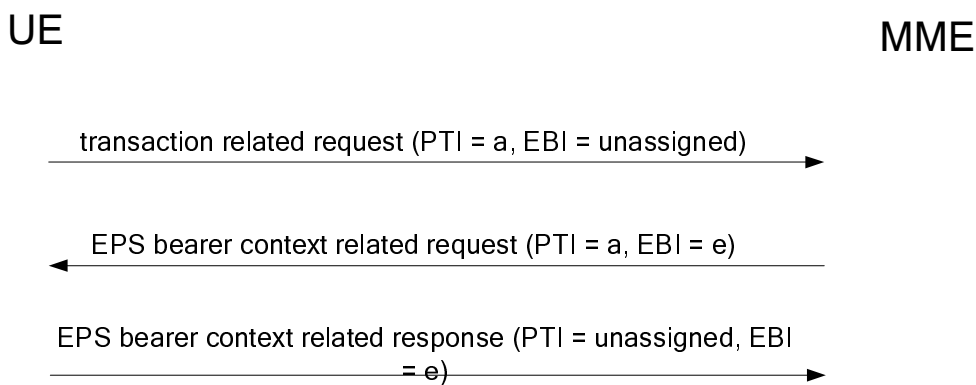 UE
MME
transaction related request (PTI = a, EBI = unassigned)
EPS bearer context related request (PTI = a, EBI = e)
EPS bearer context related response (PTI = unassigned, EBI
= e)